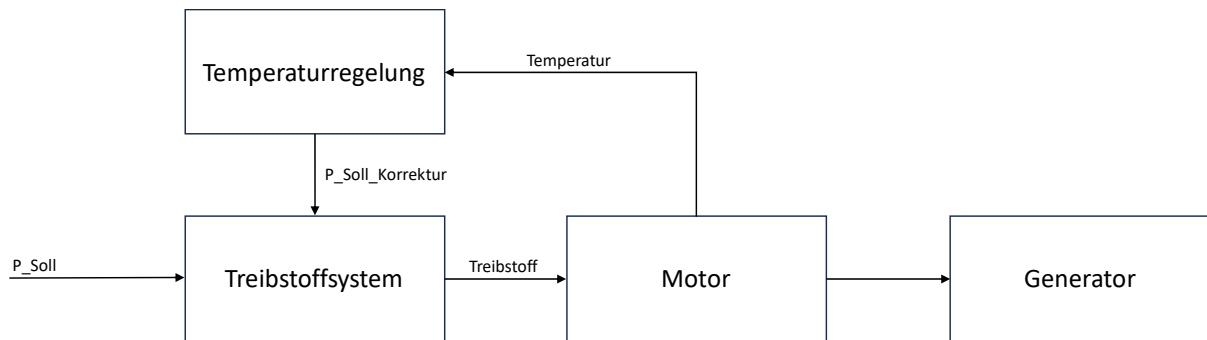 Temperaturregelung
Temperatur
P_Soll_Korrektur
P_Soll
Treibstoffsystem
Treibstoff
Motor
Generator